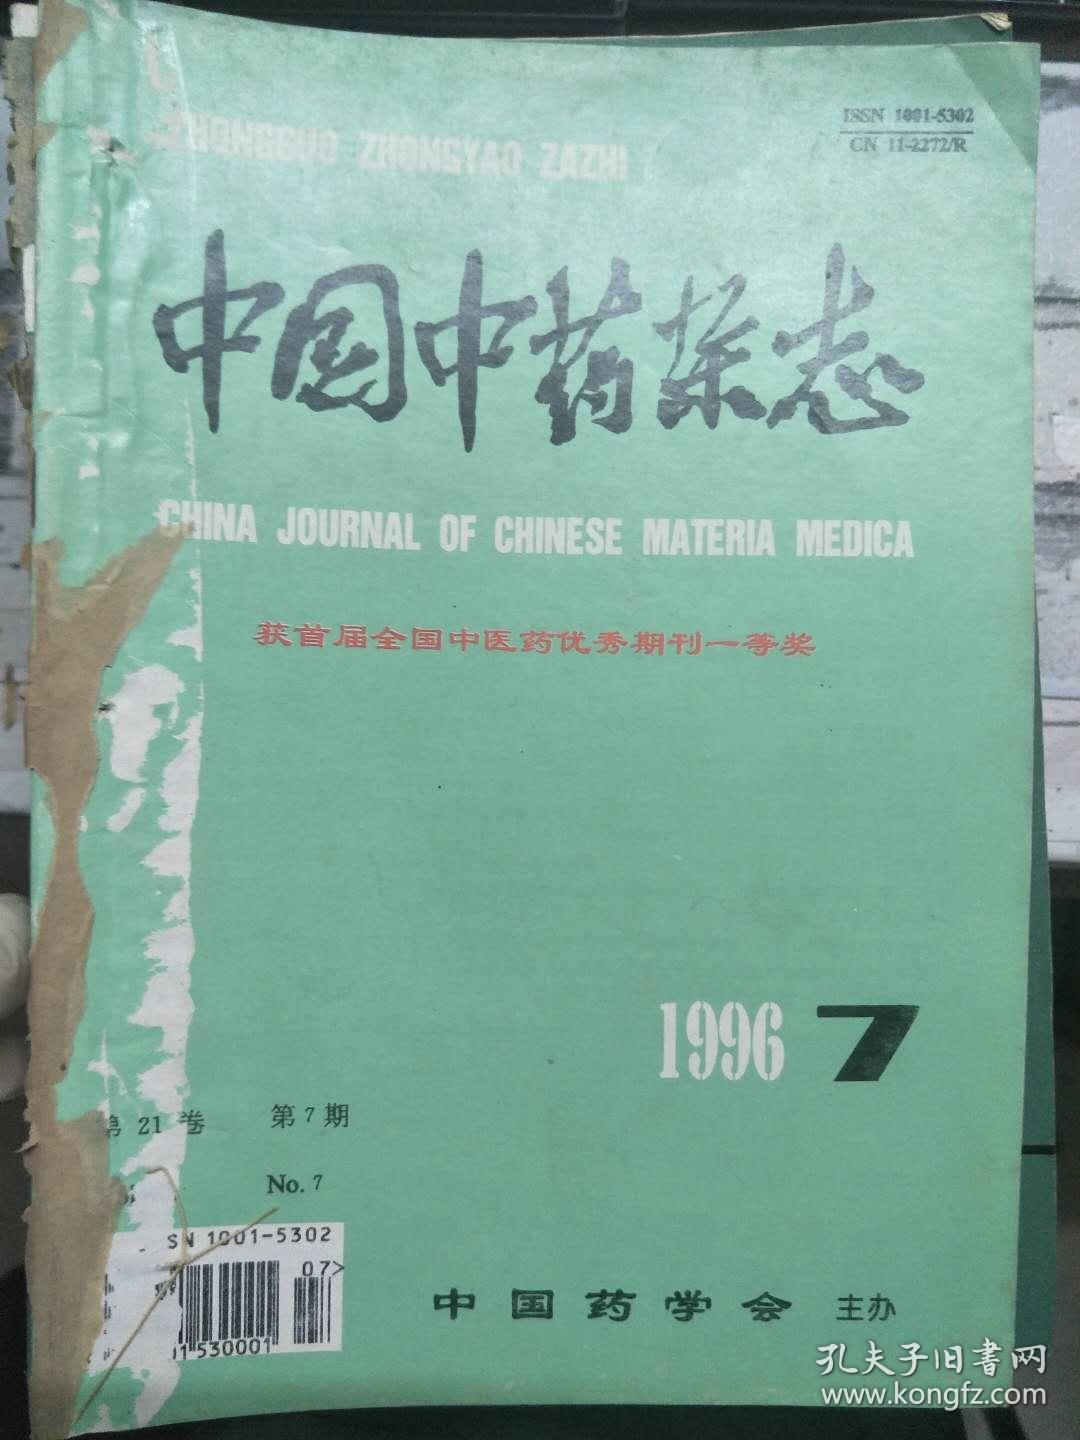 ISSN 1001-5302
CN 11-2272/R
ZHONGYAO ZAZHI
中国中药杂志
CHINA JOURNAL OF CHINESE MATERIA MEDICA
获首届全国中医药优秀期刊一等奖
1996 7
第 21 卷 第 7 期
No. 7
SN 1001-5302
07>
530001
中国药学会 主办
孔夫子旧書网
www.kongfz.com